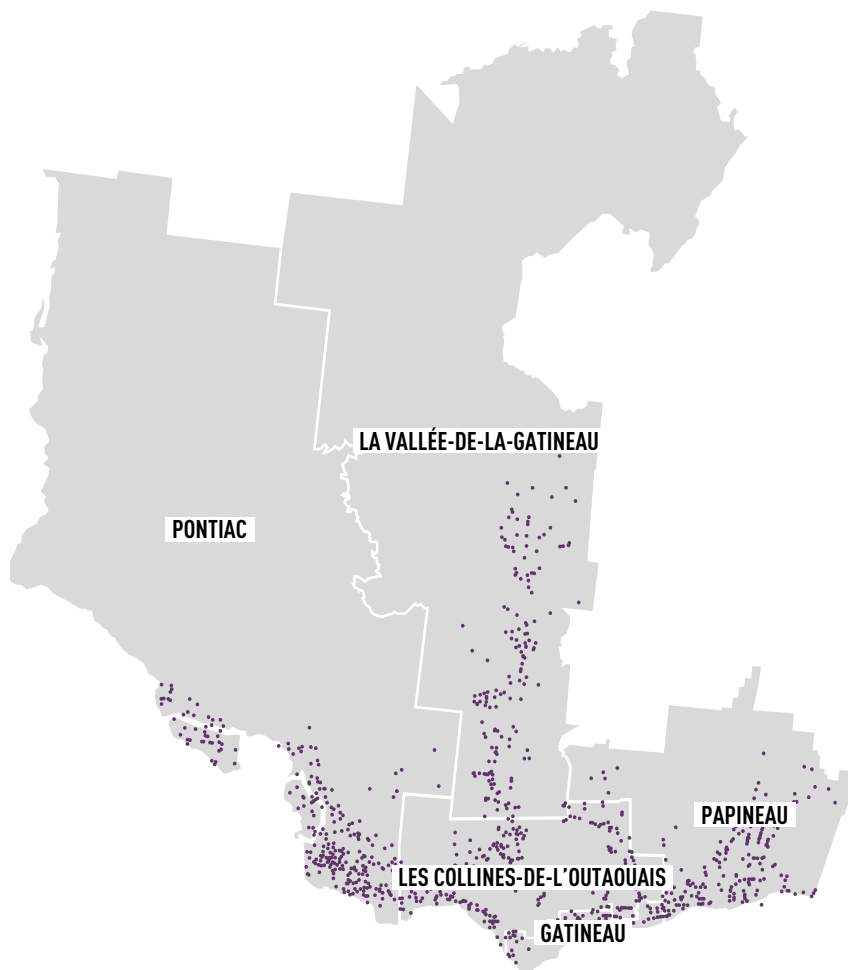 LA VALLÉE-DE-LA-GATINEAU
PONTIAC
PAPINEAU
LES COLLINES-DE-L'OUTAOUAIS
GATINEAU